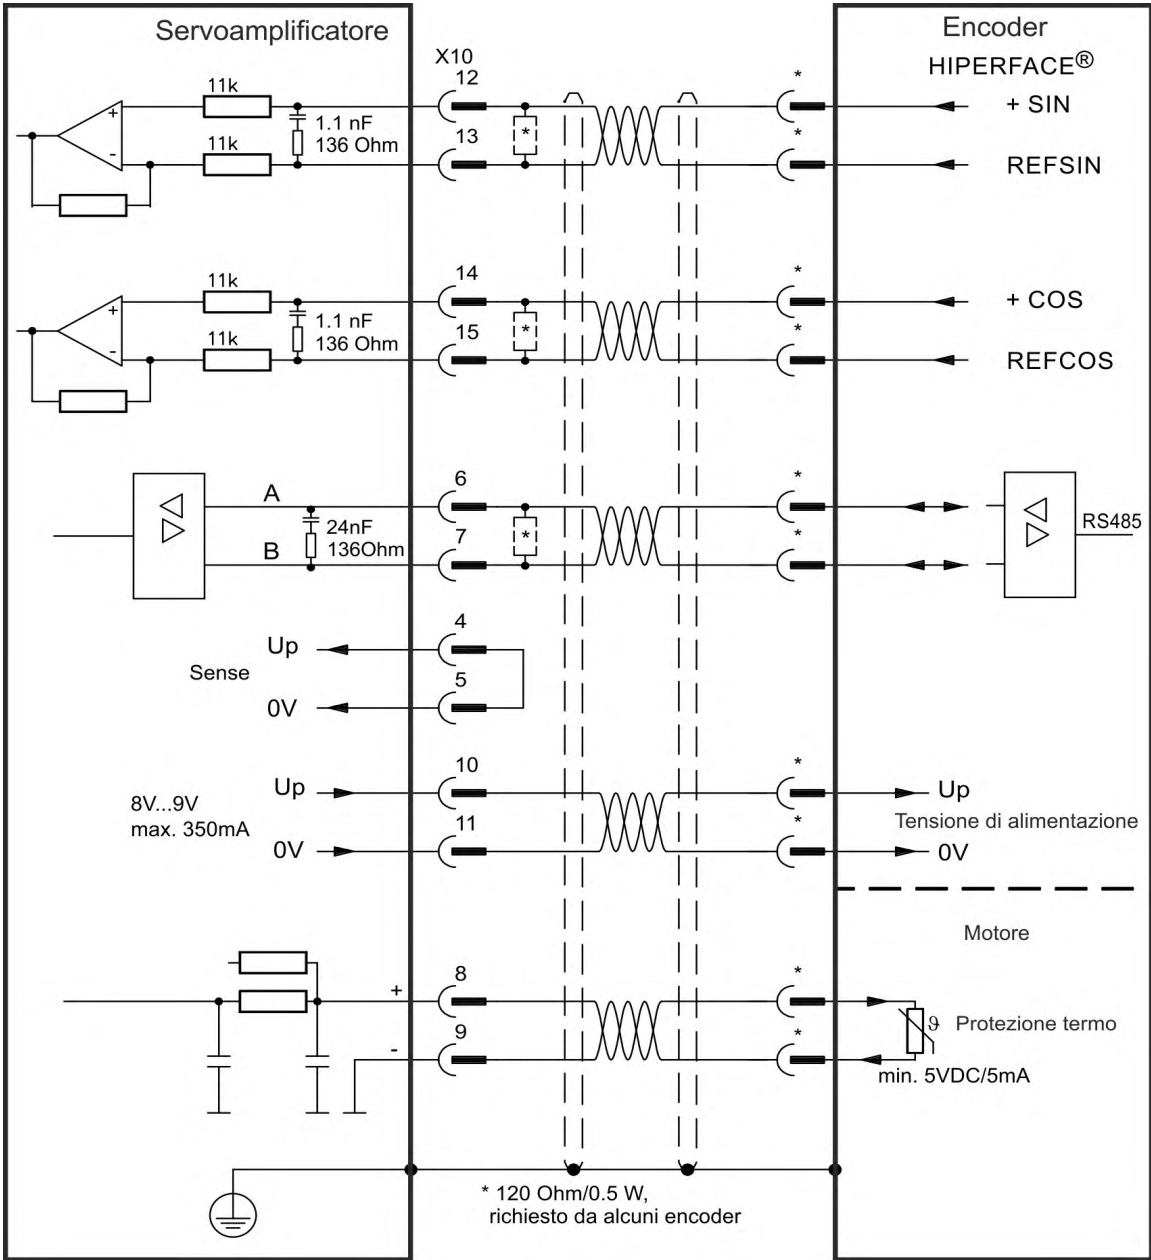 Servoamplificatore
Encoder
HIPERFACE®
X10
12
*
11k
+ SIN
+
1.1 nF
136 Ohm
13
*
*
11k
-
REFSIN
14
*
11k
+ COS
+
1.1 nF
136 Ohm
15
*
*
11k
-
REFCOS
6
*
A
24nF
136Ohm
7
*
*
B
RS485
4
Up
Sense
5
0V
10
*
Up
Up
8V...9V
max. 350mA
11
*
Tensione di alimentazione
0V
0V
Motore
8
*
+
9
*
-
ϑ
Protezione termo
min. 5VDC/5mA
* 120 Ohm/0.5 W,
richiesto da alcuni encoder